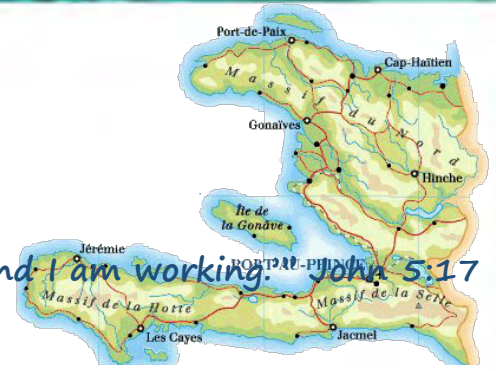 Port-de-Paix
Cap-Haïtien
Massif du Nord
Gonaïves
Hinche
Île de
la Gonâve
Jérémie
PORT-AU-PRINCE
nd I am working." John 5:17
Massif de la Hotte
Massif de la Selle
Les Cayes
Jacmel